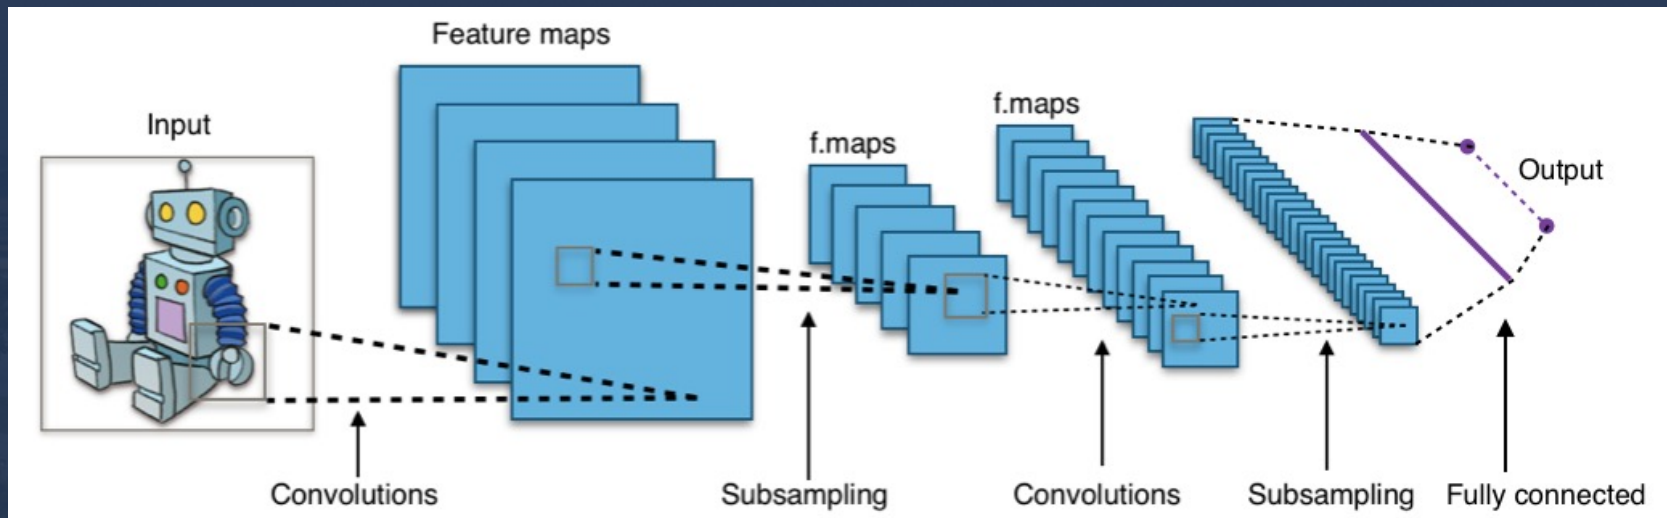 Feature maps
Input
f.maps
f.maps
Output
Convolutions
Subsampling
Convolutions
Subsampling
Fully connected